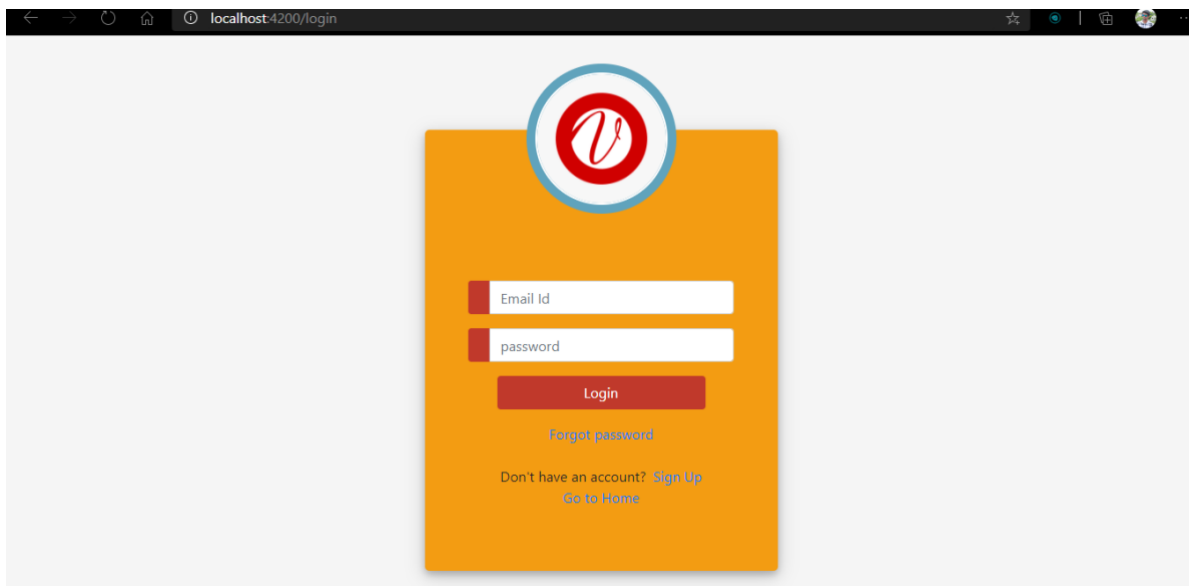 localhost:4200/login
V
Email Id
password
Login
Forgot password
Don't have an account? Sign Up
Go to Home